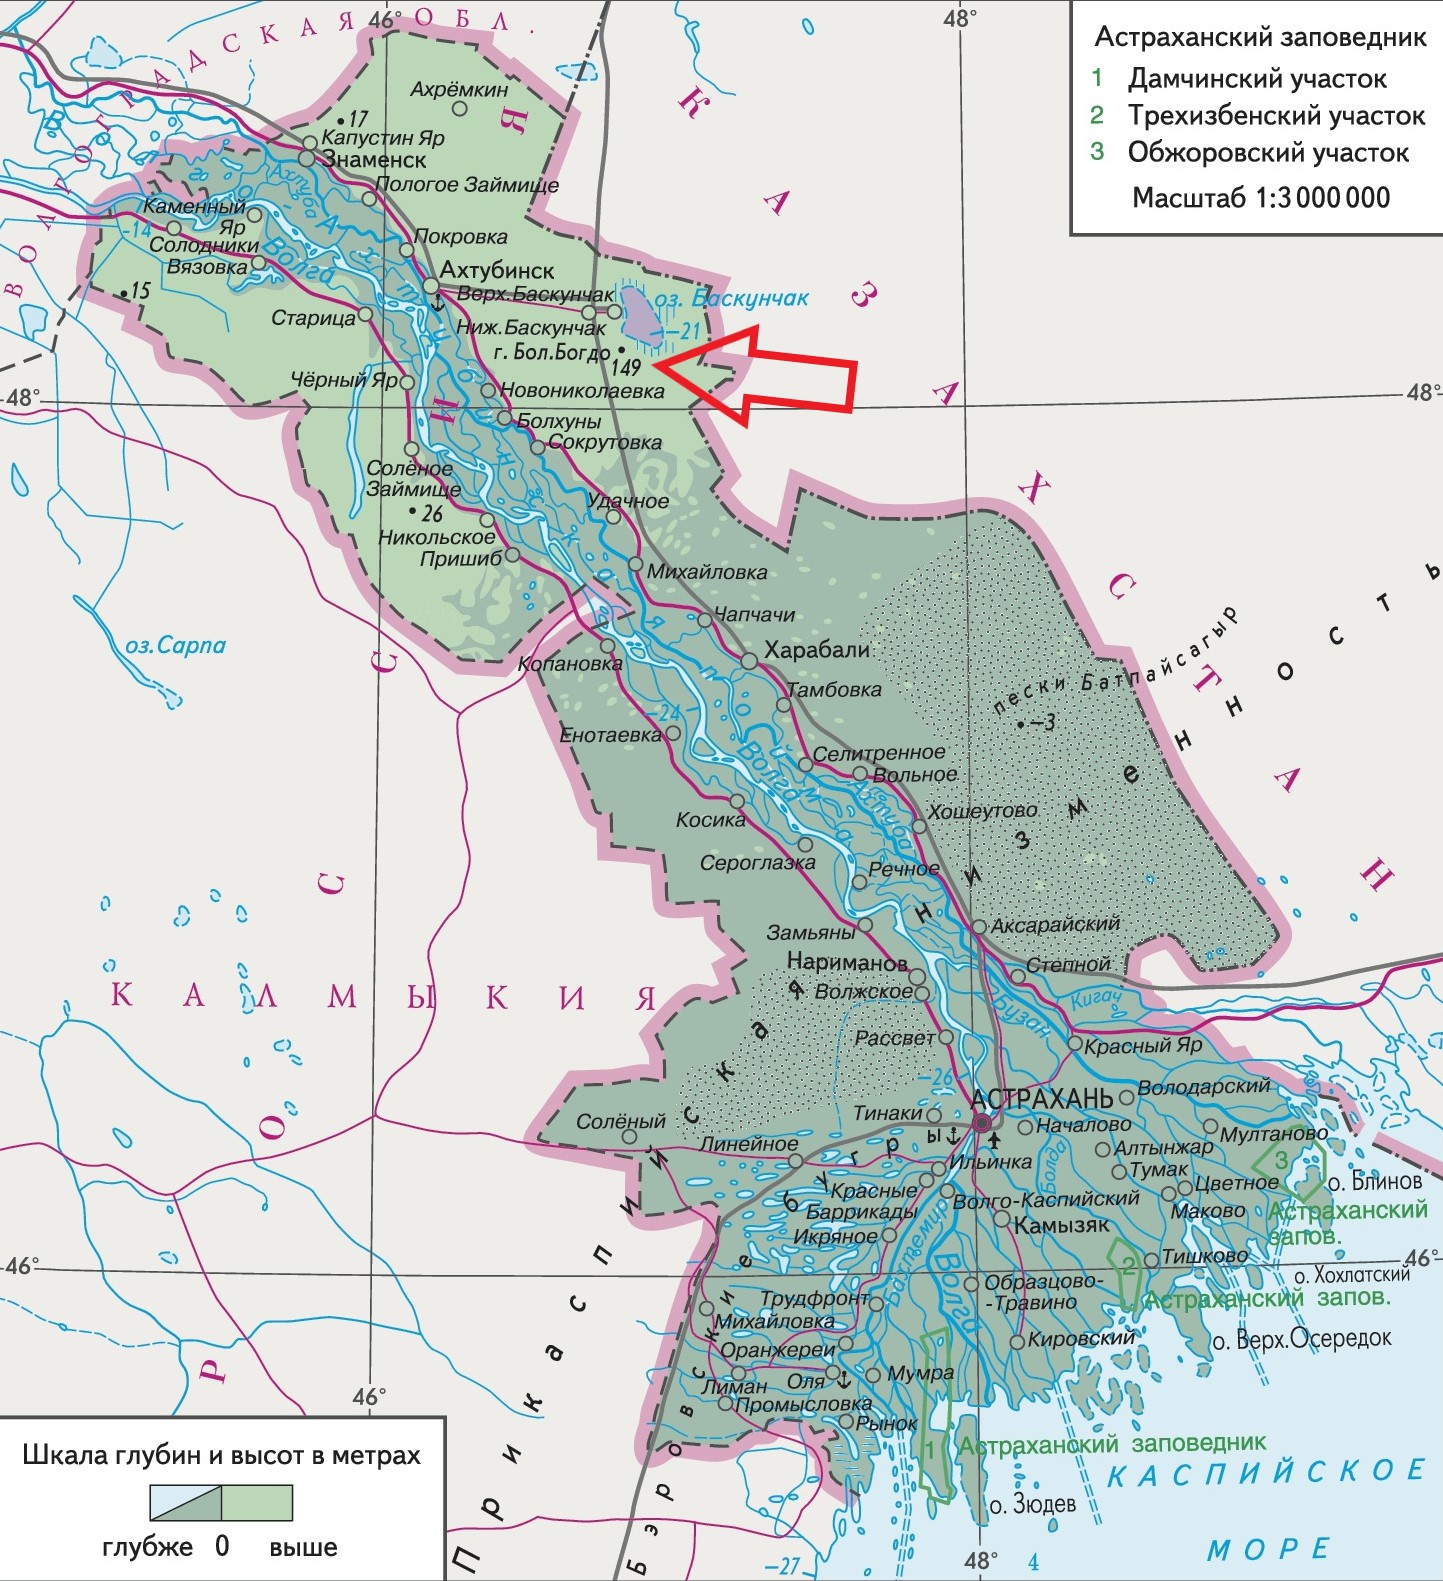 46°
48°
ВОЛГОГРАДСКАЯ ОБЛ.
Астраханский заповедник
1 Дамчинский участок
2 Трехизбенский участок
3 Обжоровский участок
Масштаб 1:3 000 000
КАЗАХСТАН
РОССИЯ
Ахрёмкин
17
Капустин Яр
Знаменск
Ахтуба
Пологое Займище
Каменный
Яр
-14
Солодники
Вязовка
Волга
Покровка
Ахтубинск
15
Верх.Баскунчак
оз. Баскунчак
Старица
Ниж.Баскунчак
-21
г. Бол.Богдо
149
Чёрный Яр
Новониколаевка
48°
48°
Болхуны
Сокрутовка
Солёное
Займище
26
Удачное
Никольское
Пришиб
Михайловка
Чапчачи
оз.Сарпа
Копановка
Харабали
Тамбовка
пески Батпайсагыр
-3
-24
Енотаевка
Селитренное
Вольное
Волга
Ахтуба
Косика
Хошеутово
Сероглазка
Речное
Замьяны
Аксарайский
Нариманов
Степной
КАЛМЫКИЯ
Волжское
Бузан
Кигач
Рассвет
Красный Яр
-26
АСТРАХАНЬ
Володарский
Солёный
Тинаки
Началово
Мултаново
Линейное
Болда
Алтынжар
Ильинка
Тумак
3
Красные
Баррикады
Волго-Каспийский
Цветное
о. Блинов
Маково
Астраханский
запов.
Камызяк
Икряное
Бахтемир
Волга
46°
2
Тишково
46°
о. Хохлатский
Образцово-
-Травино
Астраханский запов.
Трудфронт
Михайловка
Оранжереи
Кировский
о. Верх.Осередок
Лиман
Оля
Мумра
Промысловка
Рынок
46°
1
Астраханский заповедник
КАСПИЙСКОЕ
МОРЕ
о. Зюдев
Прикаспийская низменность
Бэровские бугры
Волго-Ахтубинская пойма
-27
48°
4
Шкала глубин и высот в метрах
глубже 0 выше